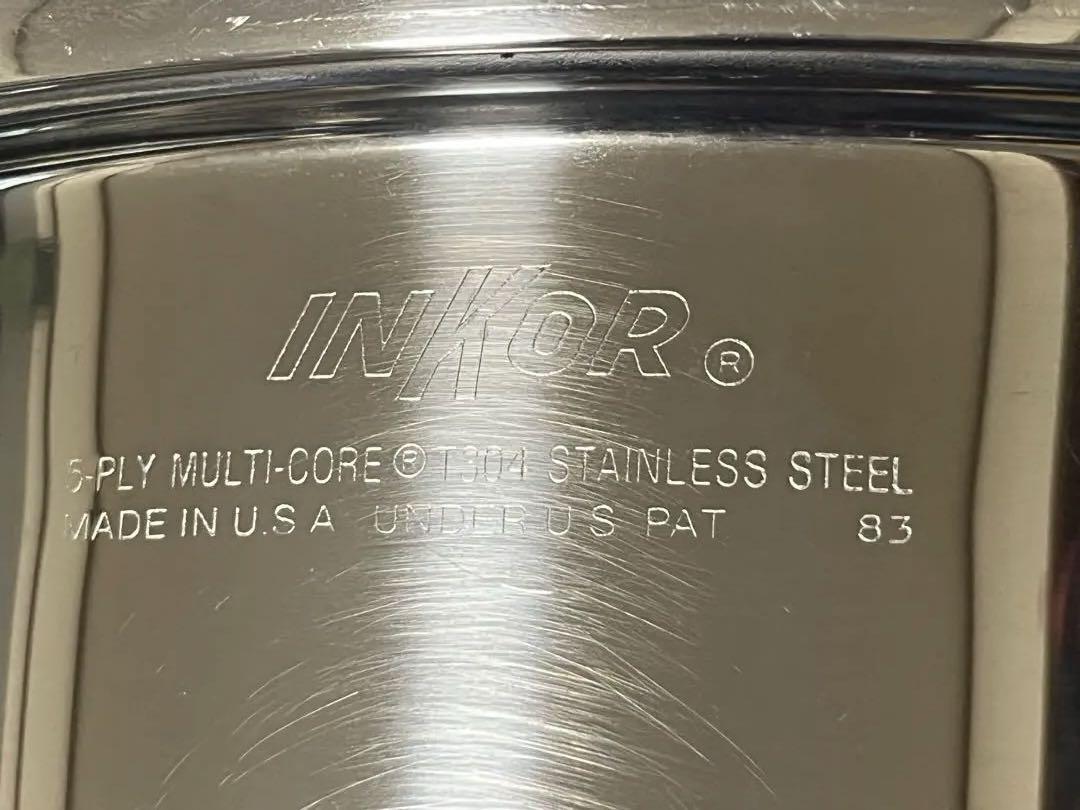 INKOR ®
5-PLY MULTI-CORE ® T304 STAINLESS STEEL
MADE IN U.S A UNDER U S PAT 83